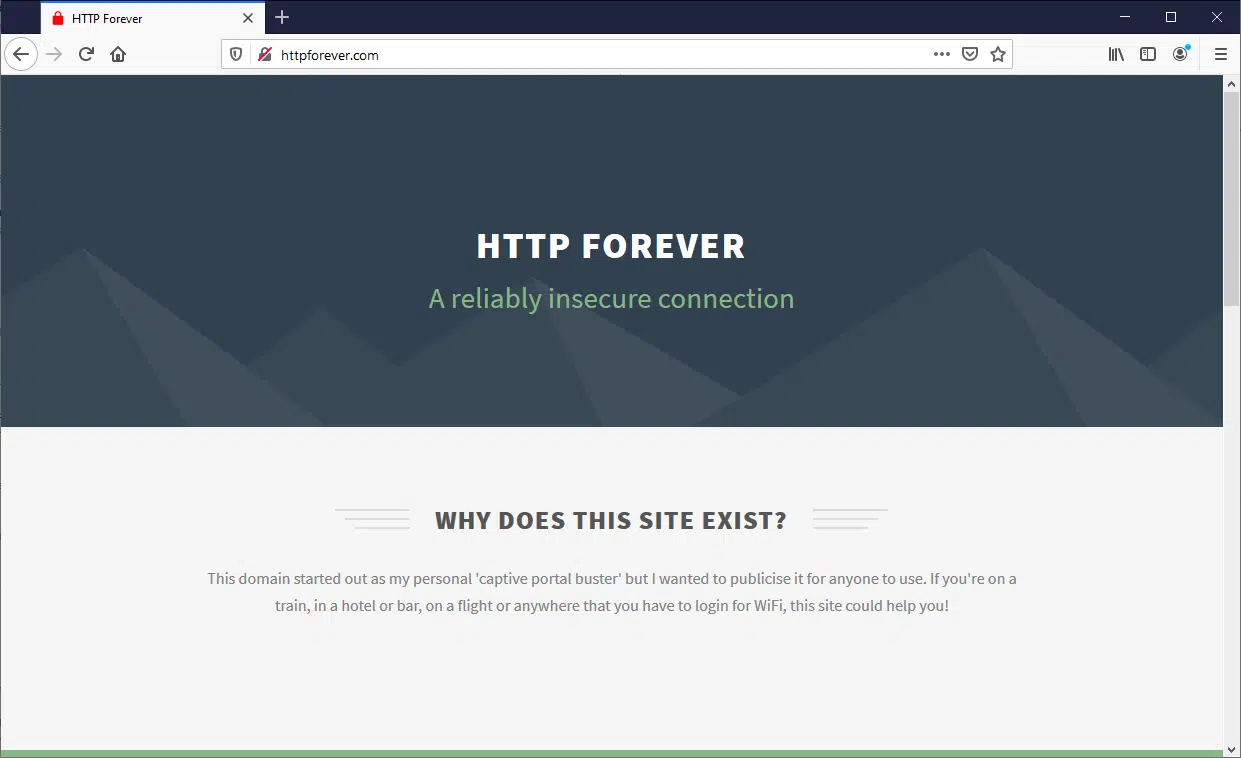 HTTP Forever
httpforever.com
HTTP FOREVER
A reliably insecure connection
WHY DOES THIS SITE EXIST?
This domain started out as my personal 'captive portal buster' but I wanted to publicise it for anyone to use. If you're on a
train, in a hotel or bar, on a flight or anywhere that you have to login for WiFi, this site could help you!